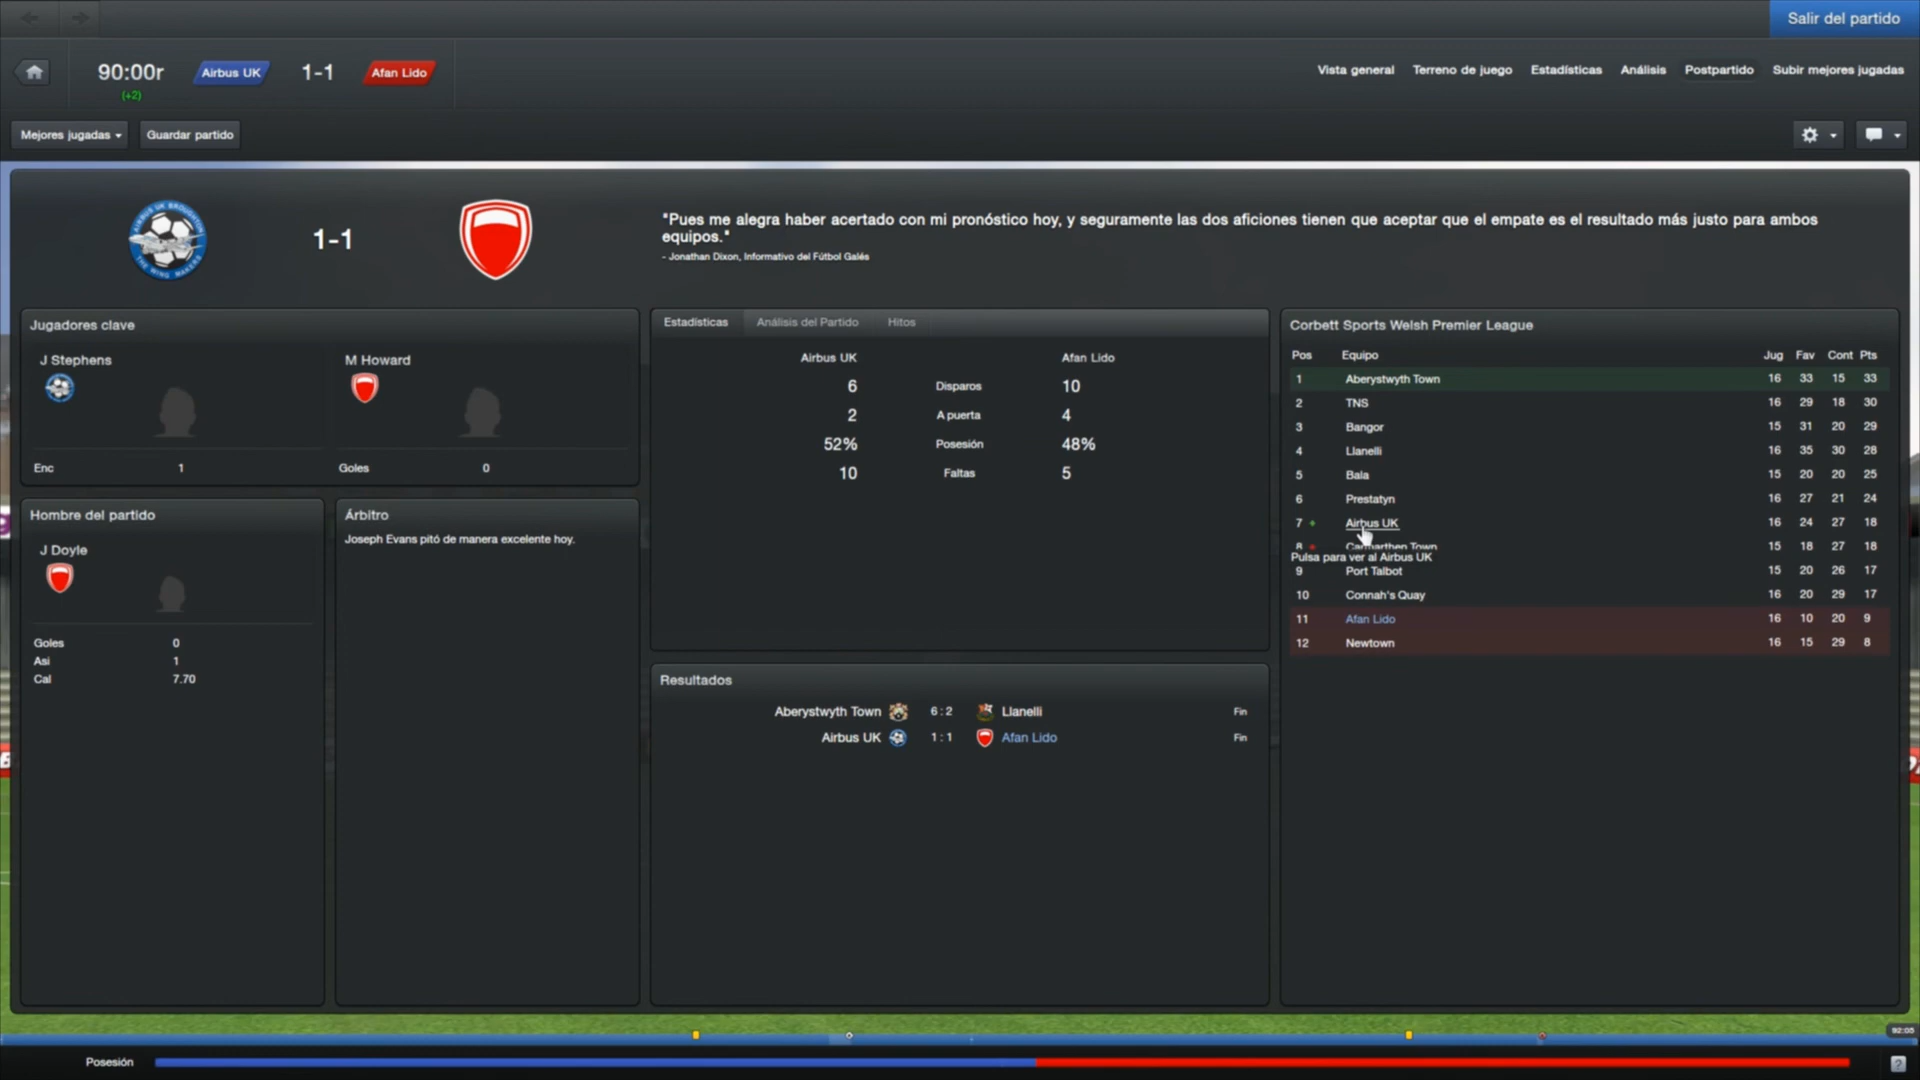 Salir del partido
90:00r
(+2)
Airbus UK
1-1
Afan Lido
Vista general
Terreno de juego
Estadísticas
Análisis
Postpartido
Subir mejores jugadas
Mejores jugadas
Guardar partido
AIRBUS UK BROUGHTON
THE WING MAKERS
1-1
"Pues me alegra haber acertado con mi pronóstico hoy, y seguramente las dos aficiones tienen que aceptar que el empate es el resultado más justo para ambos
equipos."
- Jonathan Dixon, Informativo del Fútbol Galés
Jugadores clave
J Stephens
M Howard
Enc 1
Goles 0
Hombre del partido
J Doyle
Goles 0
Asi 1
Cal 7.70
Árbitro
Joseph Evans pitó de manera excelente hoy.
Estadísticas
Análisis del Partido
Hitos
Airbus UK Afan Lido
6 Disparos 10
2 A puerta 4
52% Posesión 48%
10 Faltas 5
Resultados
Aberystwyth Town 6 : 2 Llanelli Fin
Airbus UK 1 : 1 Afan Lido Fin
Corbett Sports Welsh Premier League
Pos Equipo Jug Fav Cont Pts
1 Aberystwyth Town 16 33 15 33
2 TNS 16 29 18 30
3 Bangor 15 31 20 29
4 Llanelli 16 35 30 28
5 Bala 15 20 20 25
6 Prestatyn 16 27 21 24
7 Airbus UK 16 24 27 18
8 Carmarthen Town 15 18 27 18
Pulsa para ver al Airbus UK
9 Port Talbot 15 20 26 17
10 Connah's Quay 16 20 29 17
11 Afan Lido 16 10 20 9
12 Newtown 16 15 29 8
92:05
Posesión
?